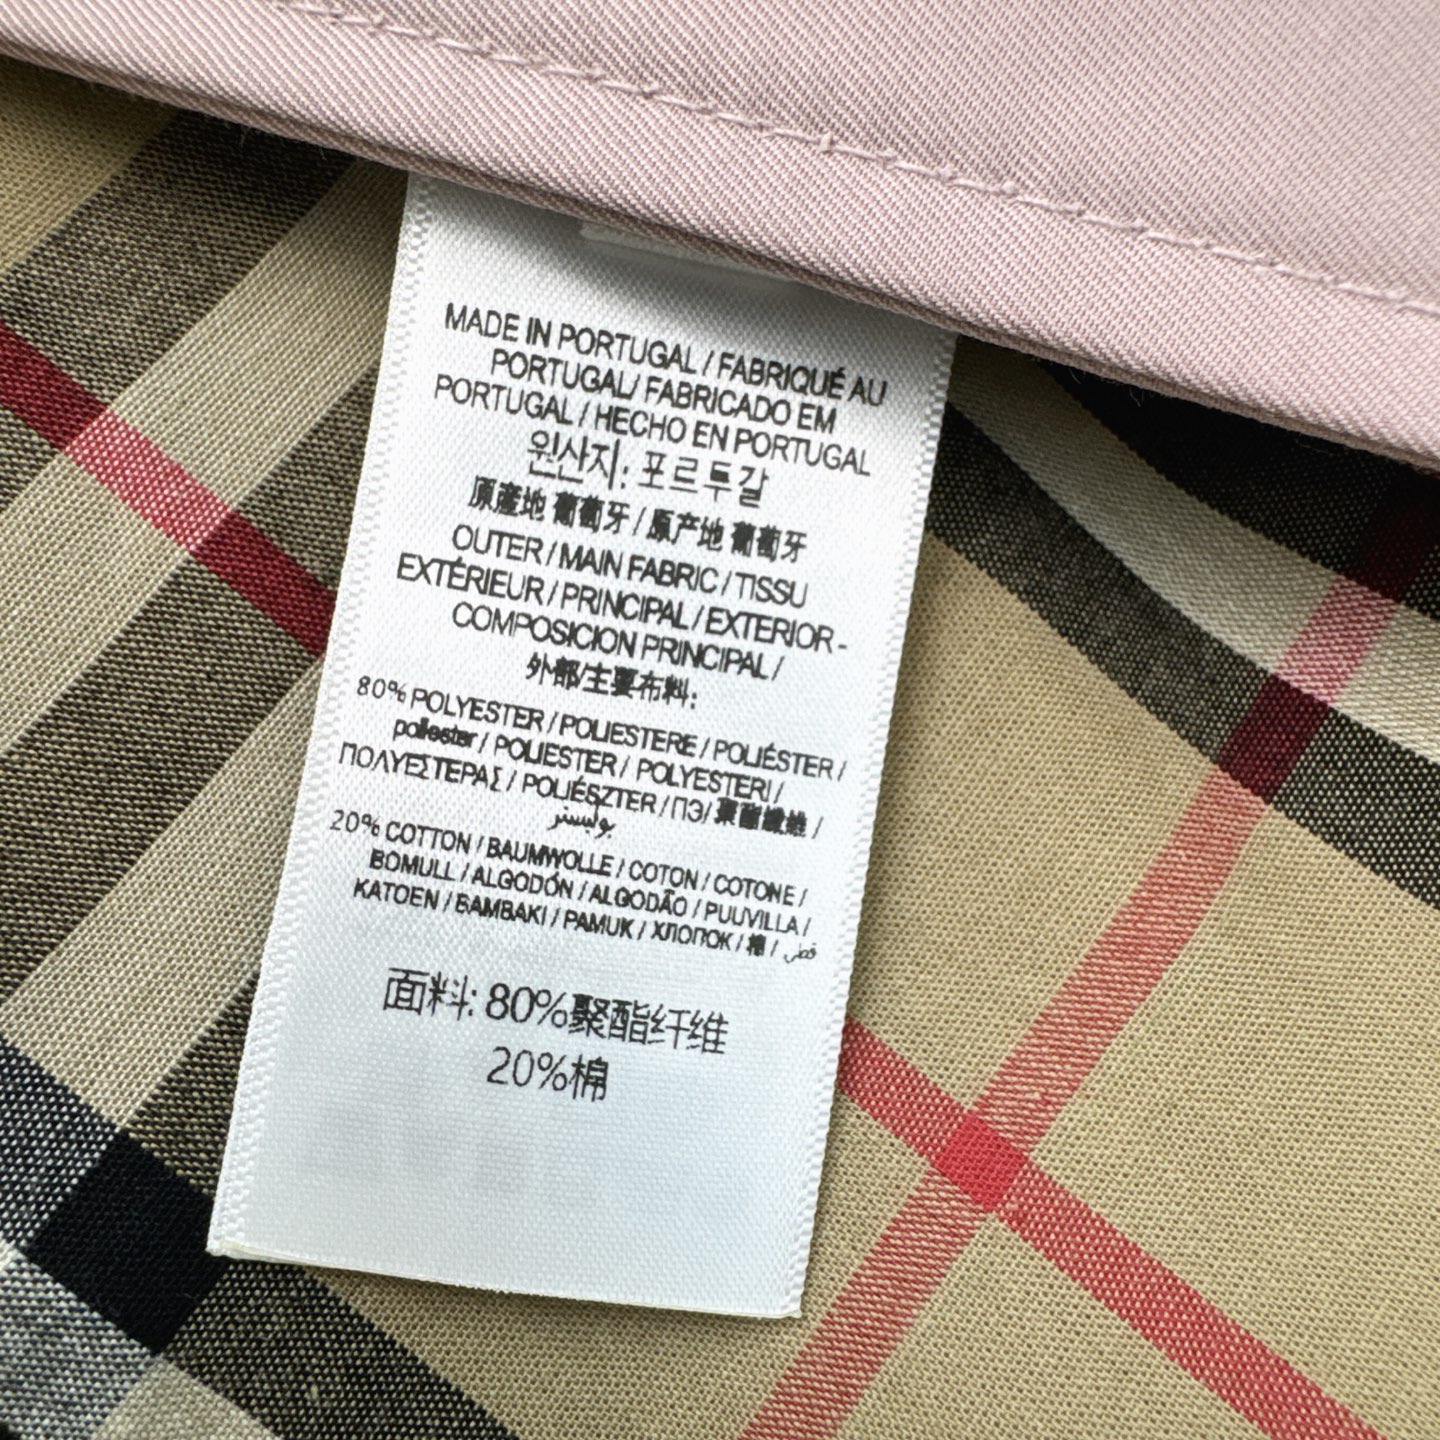 MADE IN PORTUGAL / FABRIQUÉ AU
PORTUGAL/ FABRICADO EM
PORTUGAL / HECHO EN PORTUGAL
원산지: 포르투갈
原產地 葡萄牙 / 原产地 葡萄牙
OUTER / MAIN FABRIC / TISSU
EXTÉRIEUR / PRINCIPAL / EXTERIOR -
COMPOSICION PRINCIPAL /
外部/主要布料:
80% POLYESTER / POLIESTERE / POLIÉSTER /
poliester / POLIESTER / POLYESTERI /
ΠΟΛΥΕΣΤΕΡΑΣ / POLIÉSZTER / ПЭ/ 聚酯纖維 /
بوليستر
20% COTTON / BAUMWOLLE / COTON / COTONE /
BOMULL / ALGODÓN / ALGODÃO / PUUVILLA /
KATOEN / BAMBAKI / PAMUK / ХЛОПОК / 棉 / قطن
面料: 80%聚酯纤维
20%棉